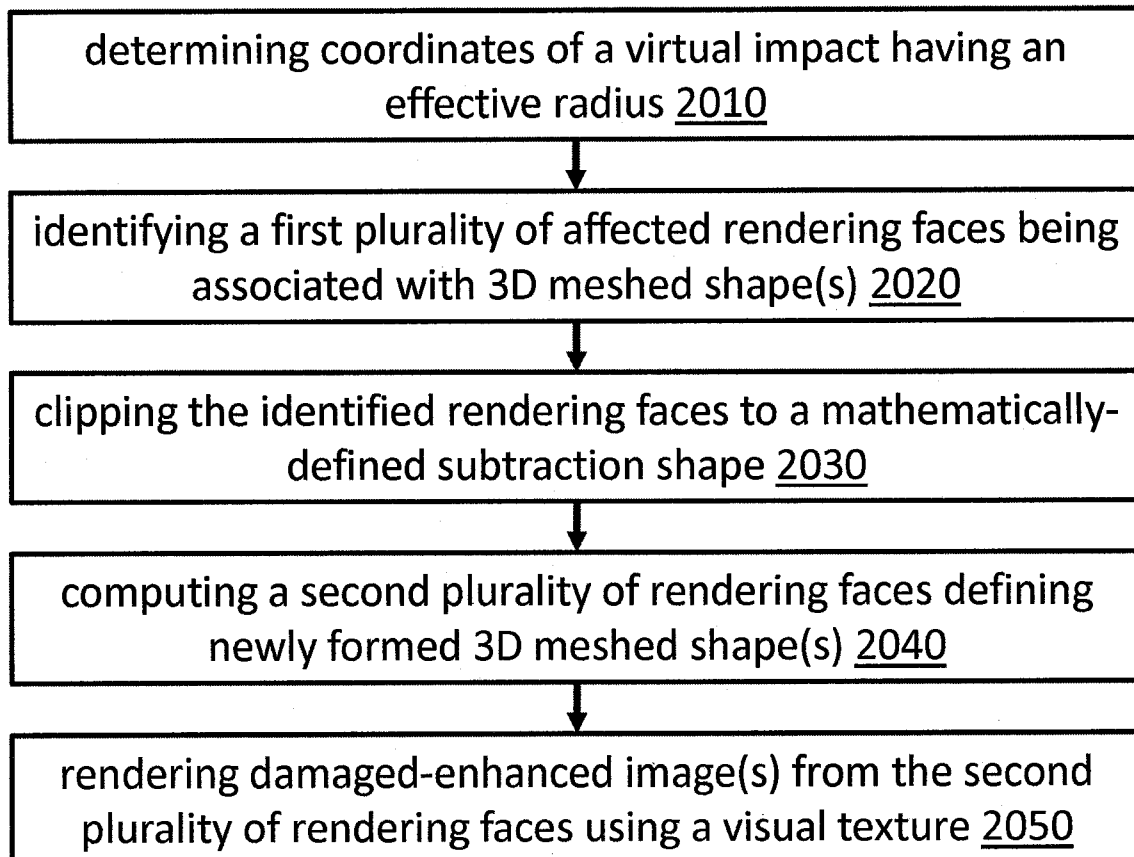 determining coordinates of a virtual impact having an
effective radius 2010
identifying a first plurality of affected rendering faces being
associated with 3D meshed shape(s) 2020
clipping the identified rendering faces to a mathematically-
defined subtraction shape 2030
computing a second plurality of rendering faces defining
newly formed 3D meshed shape(s) 2040
rendering damaged-enhanced image(s) from the second
plurality of rendering faces using a visual texture 2050